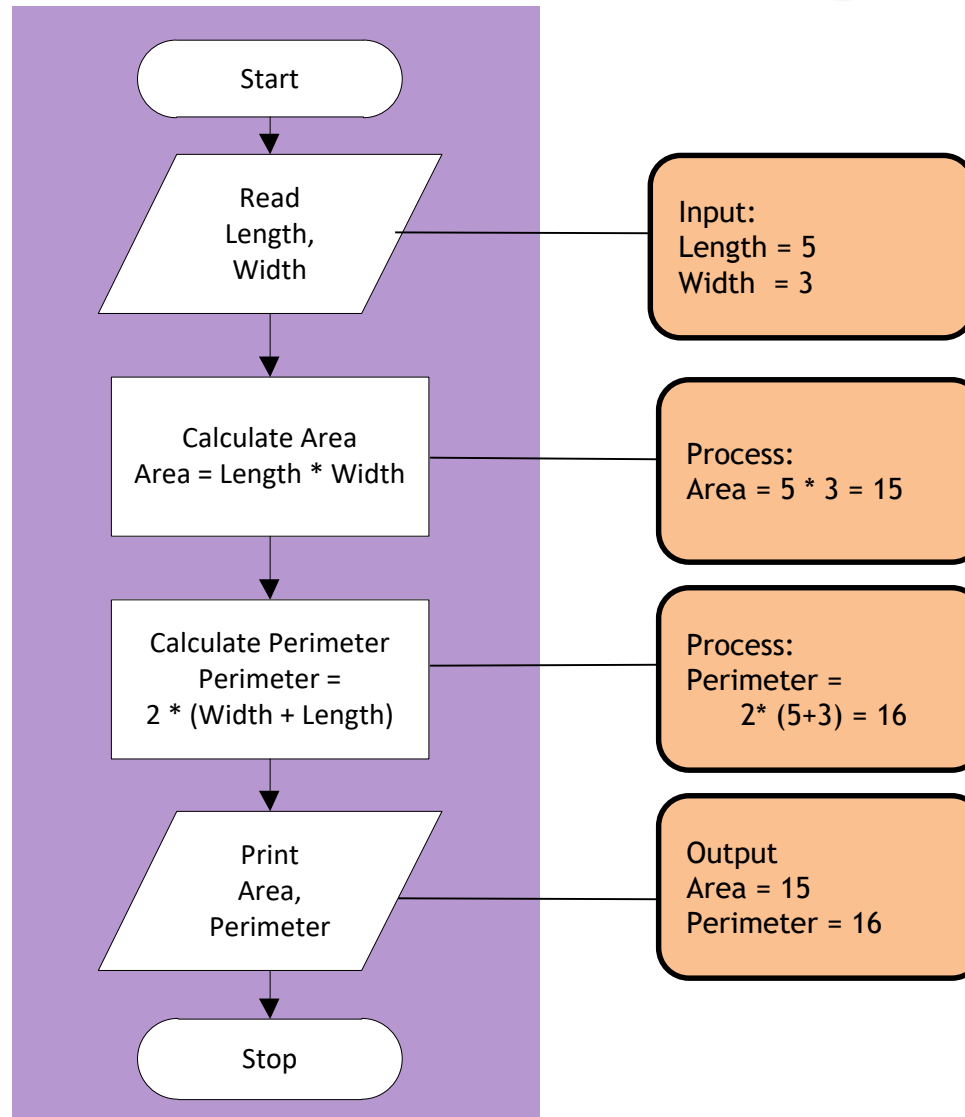 Start
Read
Length,
Width
Input:
Length = 5
Width  = 3
Calculate Area
Area = Length * Width
Process:
Area = 5 * 3 = 15
Calculate Perimeter
Perimeter =
2 * (Width + Length)
Process:
Perimeter =
2* (5+3) = 16
Print
Area,
Perimeter
Output
Area = 15
Perimeter = 16
Stop